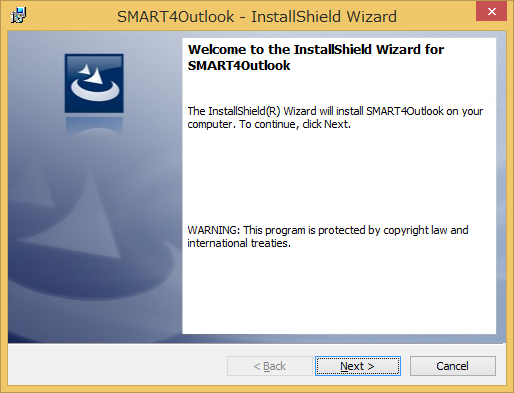 SMART4Outlook - InstallShield Wizard
Welcome to the InstallShield Wizard for
SMART4Outlook
The InstallShield(R) Wizard will install SMART4Outlook on your
computer. To continue, click Next.
WARNING: This program is protected by copyright law and
international treaties.
< Back
Next >
Cancel